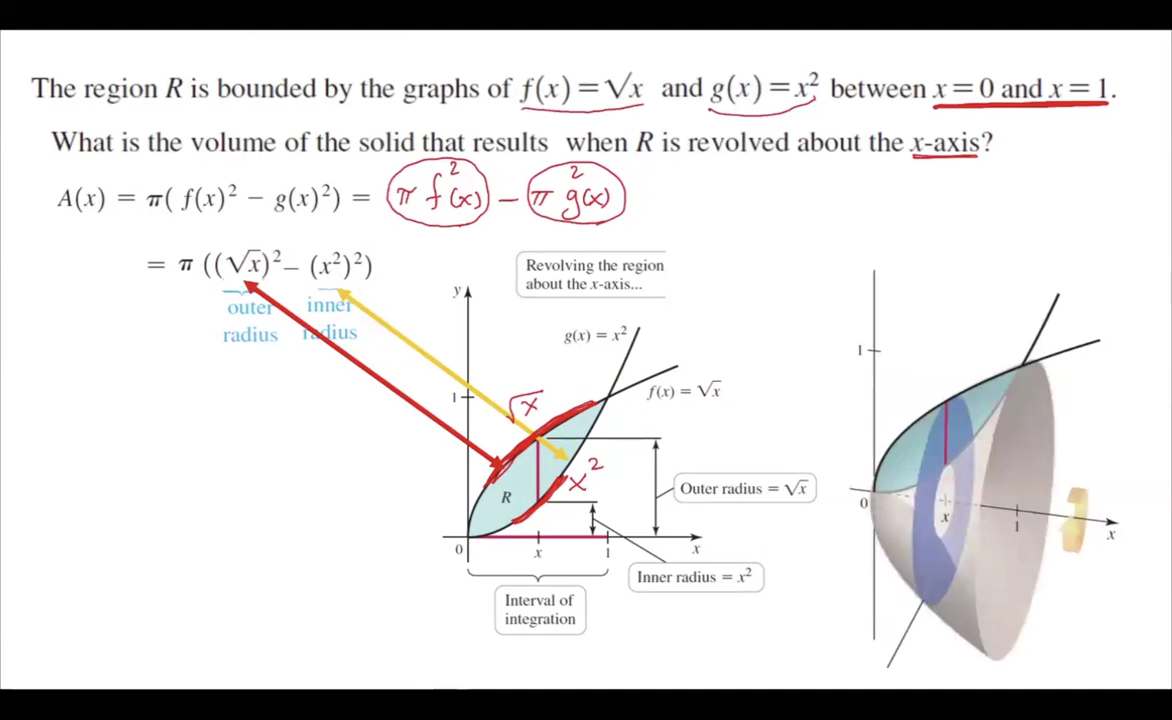 The region R is bounded by the graphs of f(x) = √x and g(x) = x² between x = 0 and x = 1.
What is the volume of the solid that results when R is revolved about the x-axis?
A(x) = π( f(x)² − g(x)²) = π f²(x) − π g²(x)
= π ((√x)² − (x²)²)
outer radius
inner radius
Revolving the region
about the x-axis...
y
g(x) = x²
f(x) = √x
1
√x
x²
R
Outer radius = √x
0
x
1
x
Inner radius = x²
Interval of
integration
1
0
x
1
x